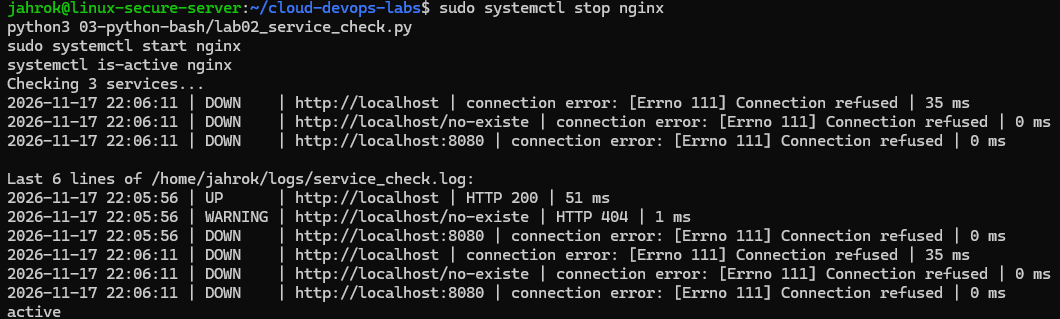 jahrok@linux-secure-server:~/cloud-devops-labs$ sudo systemctl stop nginx
python3 03-python-bash/lab02_service_check.py
sudo systemctl start nginx
systemctl is-active nginx
Checking 3 services...
2026-11-17 22:06:11 | DOWN    | http://localhost | connection error: [Errno 111] Connection refused | 35 ms
2026-11-17 22:06:11 | DOWN    | http://localhost/no-existe | connection error: [Errno 111] Connection refused | 0 ms
2026-11-17 22:06:11 | DOWN    | http://localhost:8080 | connection error: [Errno 111] Connection refused | 0 ms

Last 6 lines of /home/jahrok/logs/service_check.log:
2026-11-17 22:05:56 | UP      | http://localhost | HTTP 200 | 51 ms
2026-11-17 22:05:56 | WARNING | http://localhost/no-existe | HTTP 404 | 1 ms
2026-11-17 22:05:56 | DOWN    | http://localhost:8080 | connection error: [Errno 111] Connection refused | 0 ms
2026-11-17 22:06:11 | DOWN    | http://localhost | connection error: [Errno 111] Connection refused | 35 ms
2026-11-17 22:06:11 | DOWN    | http://localhost/no-existe | connection error: [Errno 111] Connection refused | 0 ms
2026-11-17 22:06:11 | DOWN    | http://localhost:8080 | connection error: [Errno 111] Connection refused | 0 ms
active